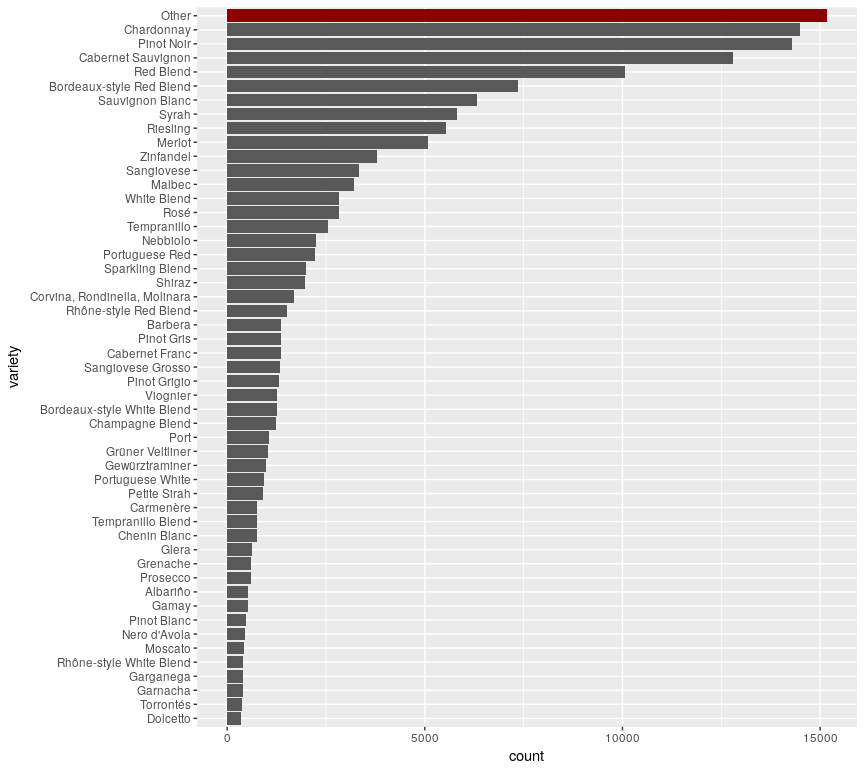 Other
Chardonnay
Pinot Noir
Cabernet Sauvignon
Red Blend
Bordeaux-style Red Blend
Sauvignon Blanc
Syrah
Riesling
Merlot
Zinfandel
Sangiovese
Malbec
White Blend
Rosé
Tempranillo
Nebbiolo
Portuguese Red
Sparkling Blend
Shiraz
Corvina, Rondinella, Molinara
Rhône-style Red Blend
Barbera
Pinot Gris
Cabernet Franc
Sangiovese Grosso
Pinot Grigio
Viognier
Bordeaux-style White Blend
Champagne Blend
Port
Grüner Veltliner
Gewürztraminer
Portuguese White
Petite Sirah
Carmenère
Tempranillo Blend
Chenin Blanc
Glera
Grenache
Prosecco
Albariño
Gamay
Pinot Blanc
Nero d'Avola
Moscato
Rhône-style White Blend
Garganega
Garnacha
Torrontés
Dolcetto
variety
0 5000 10000 15000
count